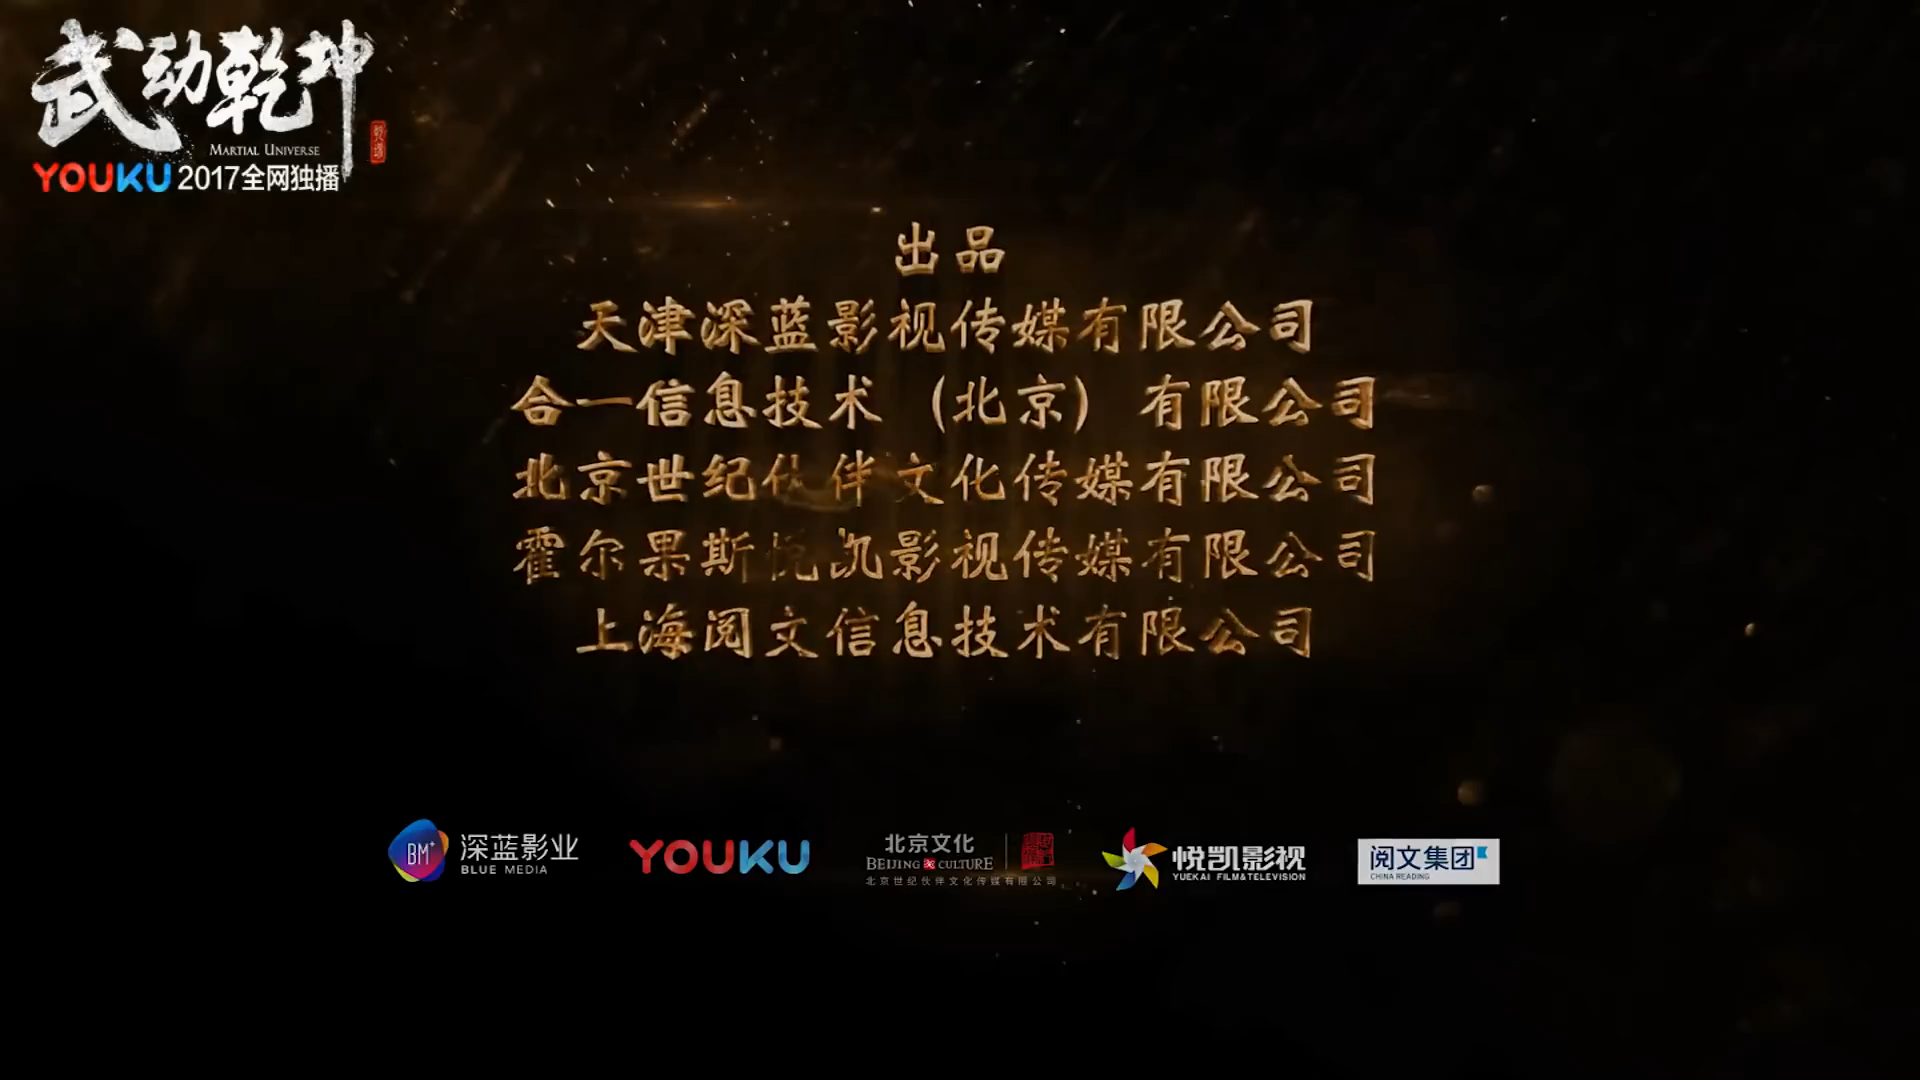 武动乾坤
MARTIAL UNIVERSE
YOUKU 2017全网独播
出品
天津深蓝影视传媒有限公司
合一信息技术（北京）有限公司
北京世纪伙伴文化传媒有限公司
霍尔果斯悦凯影视传媒有限公司
上海阅文信息技术有限公司
BM+ 深蓝影业
BLUE MEDIA
YOUKU
北京文化
BEIJING CULTURE
北京世纪伙伴文化传媒有限公司
悦凯影视
YUEKAI FILM&TELEVISION
阅文集团
CHINA READING